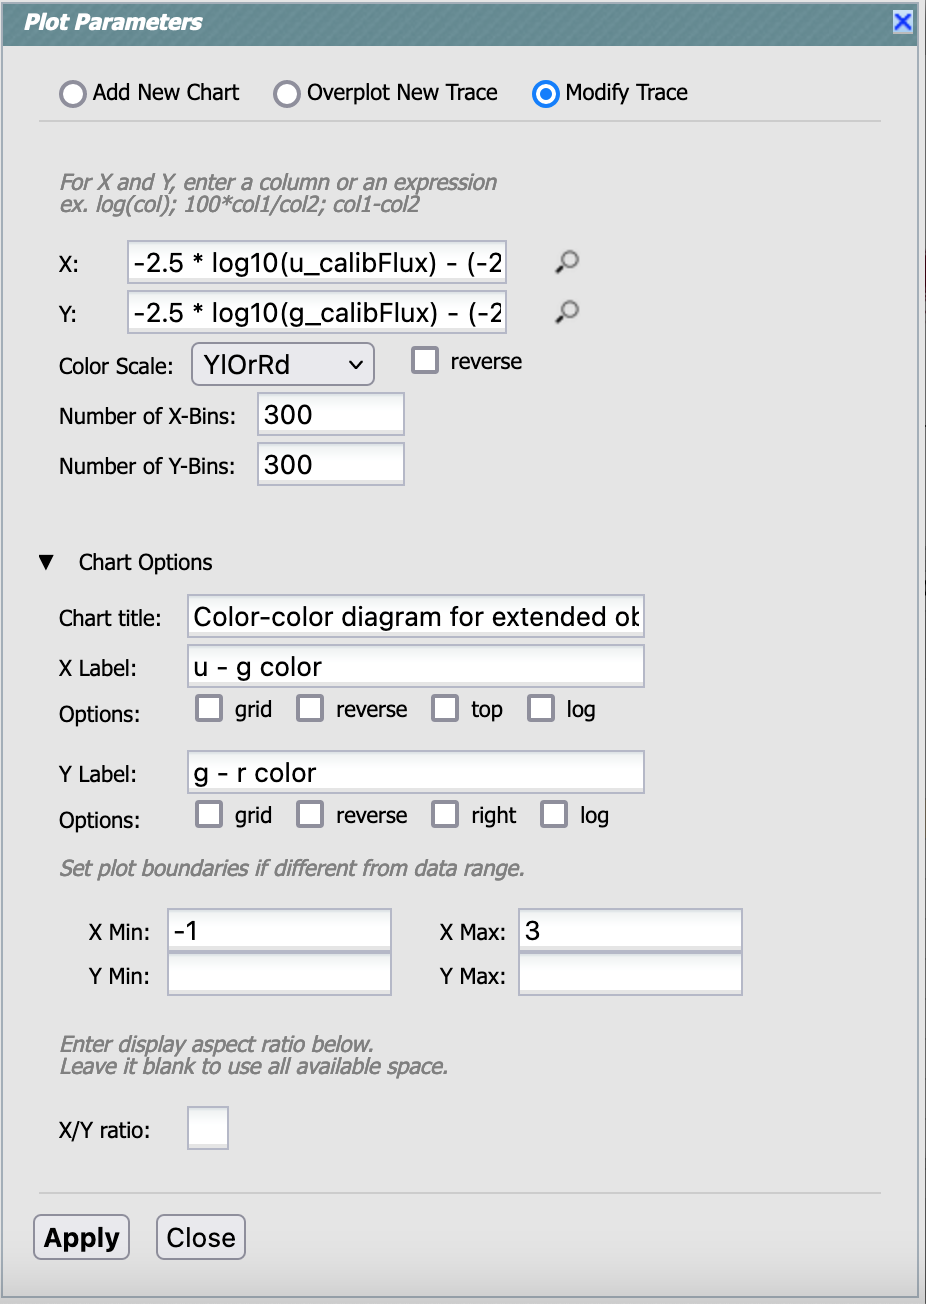 Plot Parameters
Add New Chart Overplot New Trace Modify Trace
For X and Y, enter a column or an expression
ex. log(col); 100*col1/col2; col1-col2
X: -2.5 * log10(u_calibFlux) - (-2
Y: -2.5 * log10(g_calibFlux) - (-2
Color Scale: YlOrRd reverse
Number of X-Bins: 300
Number of Y-Bins: 300
Chart Options
Chart title: Color-color diagram for extended ob
X Label: u - g color
Options: grid reverse top log
Y Label: g - r color
Options: grid reverse right log
Set plot boundaries if different from data range.
X Min: -1 X Max: 3
Y Min: Y Max:
Enter display aspect ratio below.
Leave it blank to use all available space.
X/Y ratio:
Apply Close